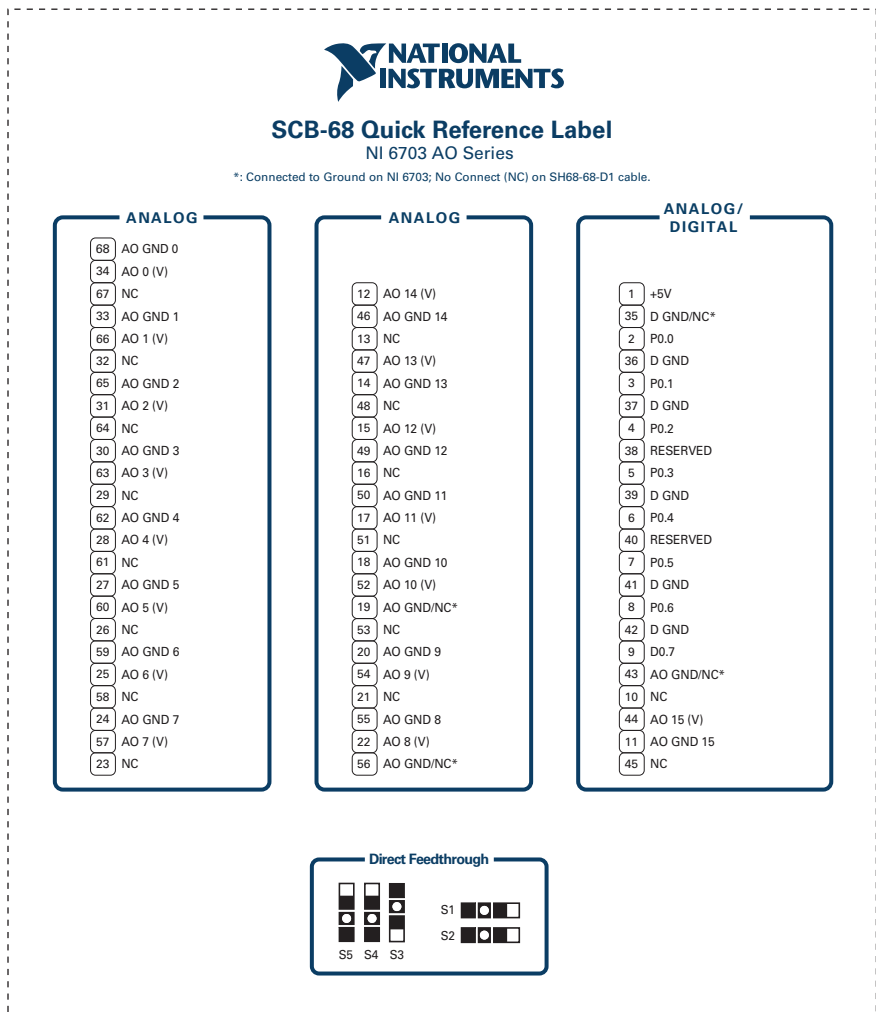 NATIONAL
INSTRUMENTS
SCB-68 Quick Reference Label
NI 6703 AO Series
*: Connected to Ground on NI 6703; No Connect (NC) on SH68-68-D1 cable.
ANALOG
68 AO GND 0
34 AO 0 (V)
67 NC
33 AO GND 1
66 AO 1 (V)
32 NC
65 AO GND 2
31 AO 2 (V)
64 NC
30 AO GND 3
63 AO 3 (V)
29 NC
62 AO GND 4
28 AO 4 (V)
61 NC
27 AO GND 5
60 AO 5 (V)
26 NC
59 AO GND 6
25 AO 6 (V)
58 NC
24 AO GND 7
57 AO 7 (V)
23 NC
ANALOG
12 AO 14 (V)
46 AO GND 14
13 NC
47 AO 13 (V)
14 AO GND 13
48 NC
15 AO 12 (V)
49 AO GND 12
16 NC
50 AO GND 11
17 AO 11 (V)
51 NC
18 AO GND 10
52 AO 10 (V)
19 AO GND/NC*
53 NC
20 AO GND 9
54 AO 9 (V)
21 NC
55 AO GND 8
22 AO 8 (V)
56 AO GND/NC*
ANALOG/
DIGITAL
1 +5V
35 D GND/NC*
2 P0.0
36 D GND
3 P0.1
37 D GND
4 P0.2
38 RESERVED
5 P0.3
39 D GND
6 P0.4
40 RESERVED
7 P0.5
41 D GND
8 P0.6
42 D GND
9 D0.7
43 AO GND/NC*
10 NC
44 AO 15 (V)
11 AO GND 15
45 NC
Direct Feedthrough
S1
S2
S5 S4 S3